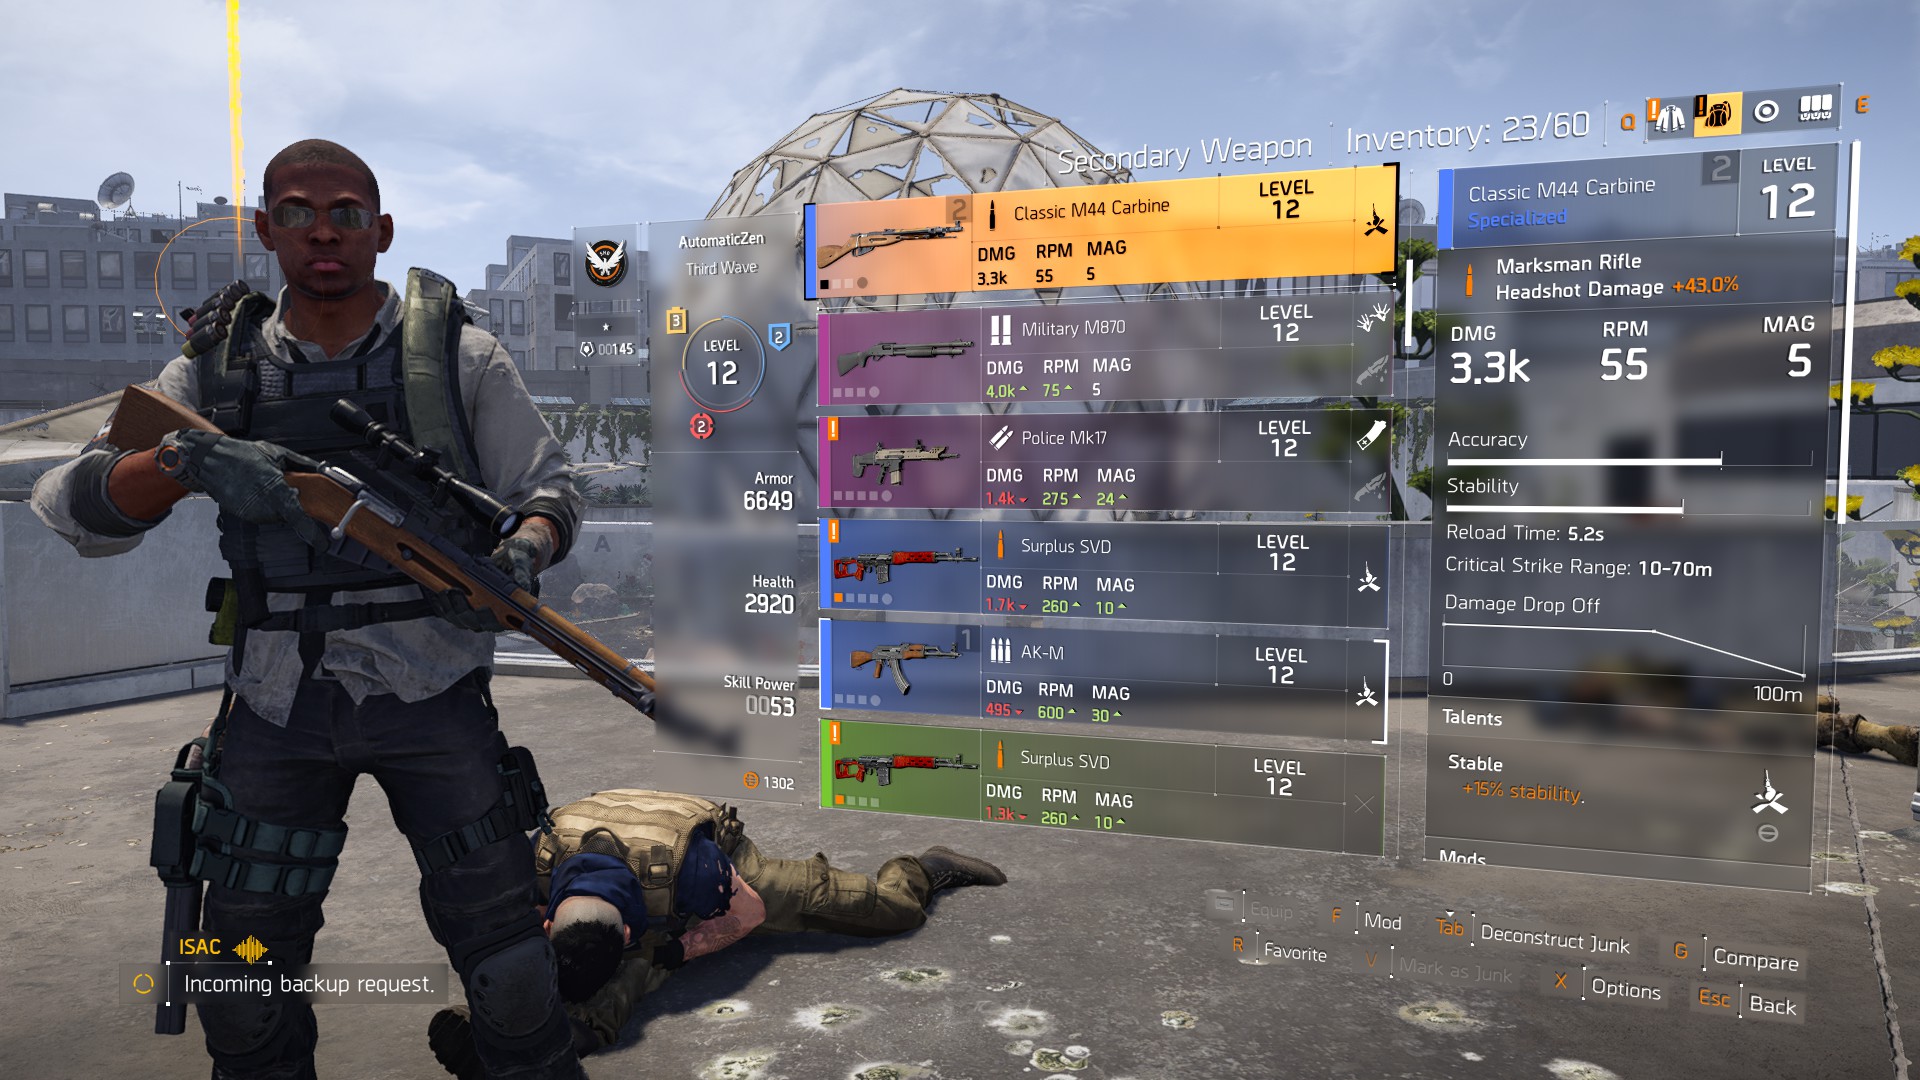 Secondary Weapon
Inventory: 23/60
Q
E
AutomaticZen
Third Wave
00145
3
2
LEVEL
12
2
Armor
6649
Health
2920
Skill Power
0053
1302
2
Classic M44 Carbine
LEVEL
12
DMG RPM MAG
3.3k 55 5
Military M870
LEVEL
12
DMG RPM MAG
4.0k 75 5
!
Police Mk17
LEVEL
12
DMG RPM MAG
1.4k 275 24
!
Surplus SVD
LEVEL
12
DMG RPM MAG
1.7k 260 10
1
AK-M
LEVEL
12
DMG RPM MAG
495 600 30
!
Surplus SVD
LEVEL
12
DMG RPM MAG
1.3k 260 10
Classic M44 Carbine
Specialized
2
LEVEL
12
Marksman Rifle
Headshot Damage +43.0%
DMG RPM MAG
3.3k 55 5
Accuracy
Stability
Reload Time: 5.2s
Critical Strike Range: 10-70m
Damage Drop Off
0 100m
Talents
Stable
+15% stability.
Mods
Equip
F Mod
Tab Deconstruct Junk
G Compare
R Favorite
V Mark as Junk
X Options
Esc Back
ISAC
Incoming backup request.